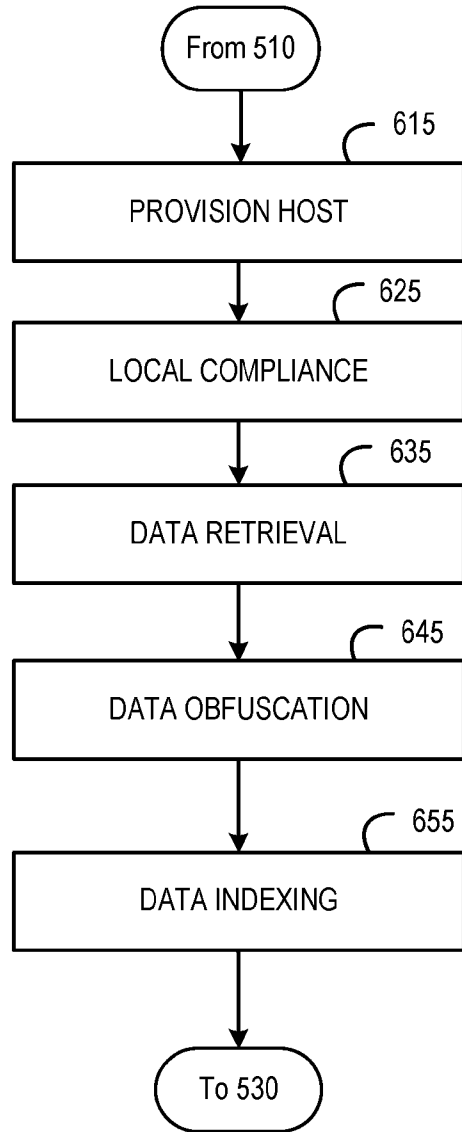 From 510
615
PROVISION HOST
625
LOCAL COMPLIANCE
635
DATA RETRIEVAL
645
DATA OBFUSCATION
655
DATA INDEXING
To 530